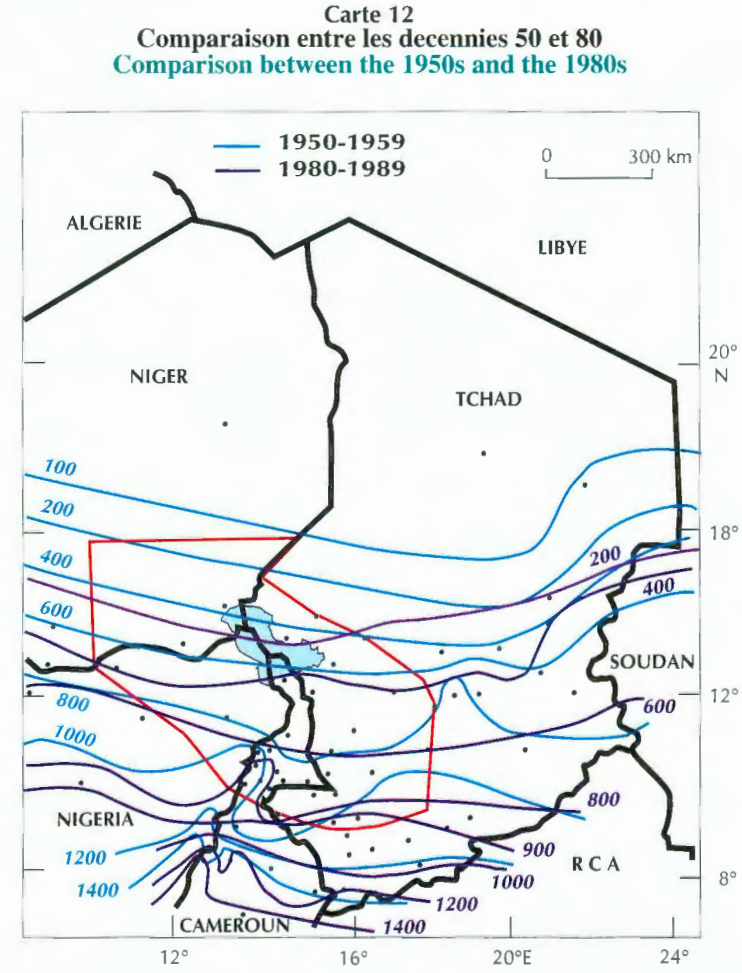 Carte 12
Comparaison entre les decennies 50 et 80
Comparison between the 1950s and the 1980s
1950-1959
1980-1989
0 300 km
ALGERIE
LIBYE
20°
N
NIGER
TCHAD
100
200
18°
400
200
400
600
SOUDAN
12°
800
600
1000
NIGERIA
800
900
1200
R C A
1400
1000
8°
1200
CAMEROUN
1400
12° 16° 20°E 24°